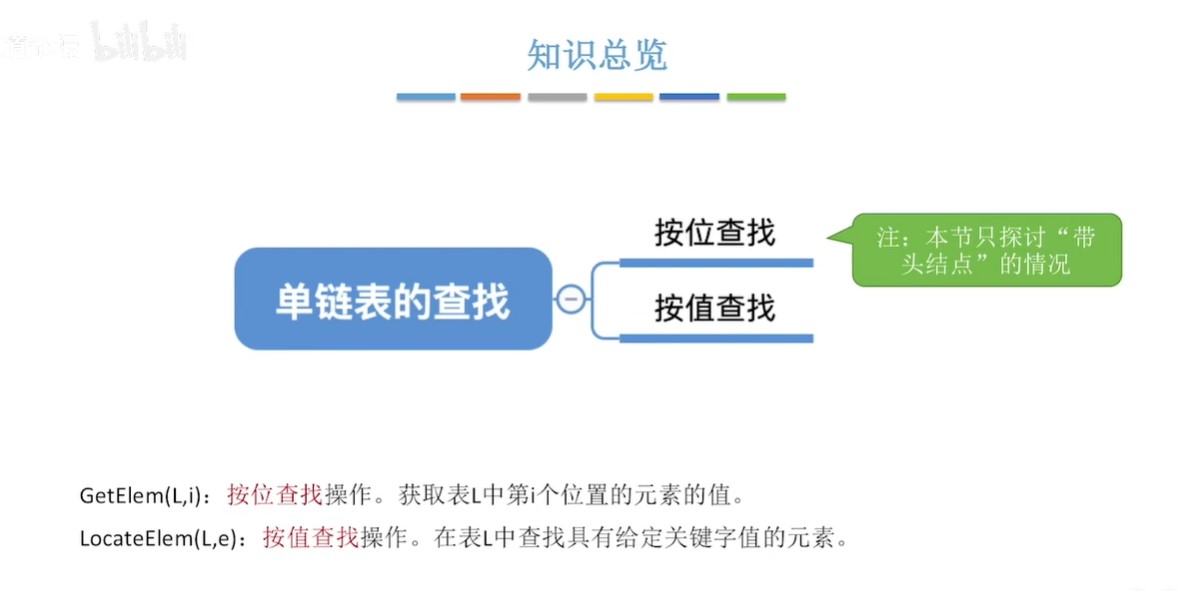 bilibili
知识总览
按位查找
注：本节只探讨“带
头结点”的情况
单链表的查找
按值查找
GetElem(L,i)：按位查找操作。获取表L中第i个位置的元素的值。
LocateElem(L,e)：按值查找操作。在表L中查找具有给定关键字值的元素。